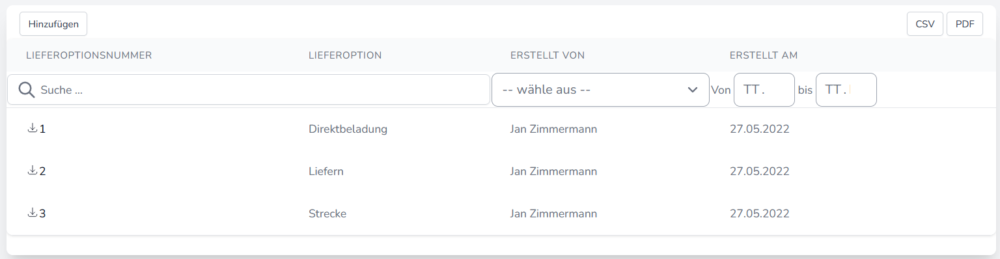 Hinzufügen CSV PDF
LIEFEROPTIONSNUMMER LIEFEROPTION ERSTELLT VON ERSTELLT AM
Suche ... -- wähle aus -- Von TT. bis TT.
1 Direktbeladung Jan Zimmermann 27.05.2022
2 Liefern Jan Zimmermann 27.05.2022
3 Strecke Jan Zimmermann 27.05.2022